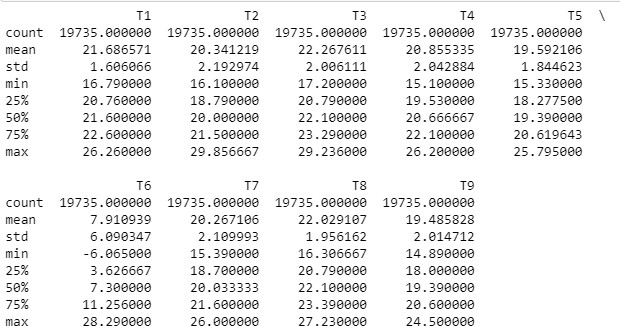 T1 T2 T3 T4 T5 \
count 19735.000000 19735.000000 19735.000000 19735.000000 19735.000000
mean 21.686571 20.341219 22.267611 20.855335 19.592106
std 1.606066 2.192974 2.006111 2.042884 1.844623
min 16.790000 16.100000 17.200000 15.100000 15.330000
25% 20.760000 18.790000 20.790000 19.530000 18.277500
50% 21.600000 20.000000 22.100000 20.666667 19.390000
75% 22.600000 21.500000 23.290000 22.100000 20.619643
max 26.260000 29.856667 29.236000 26.200000 25.795000
T6 T7 T8 T9
count 19735.000000 19735.000000 19735.000000 19735.000000
mean 7.910939 20.267106 22.029107 19.485828
std 6.090347 2.109993 1.956162 2.014712
min -6.065000 15.390000 16.306667 14.890000
25% 3.626667 18.700000 20.790000 18.000000
50% 7.300000 20.033333 22.100000 19.390000
75% 11.256000 21.600000 23.390000 20.600000
max 28.290000 26.000000 27.230000 24.500000